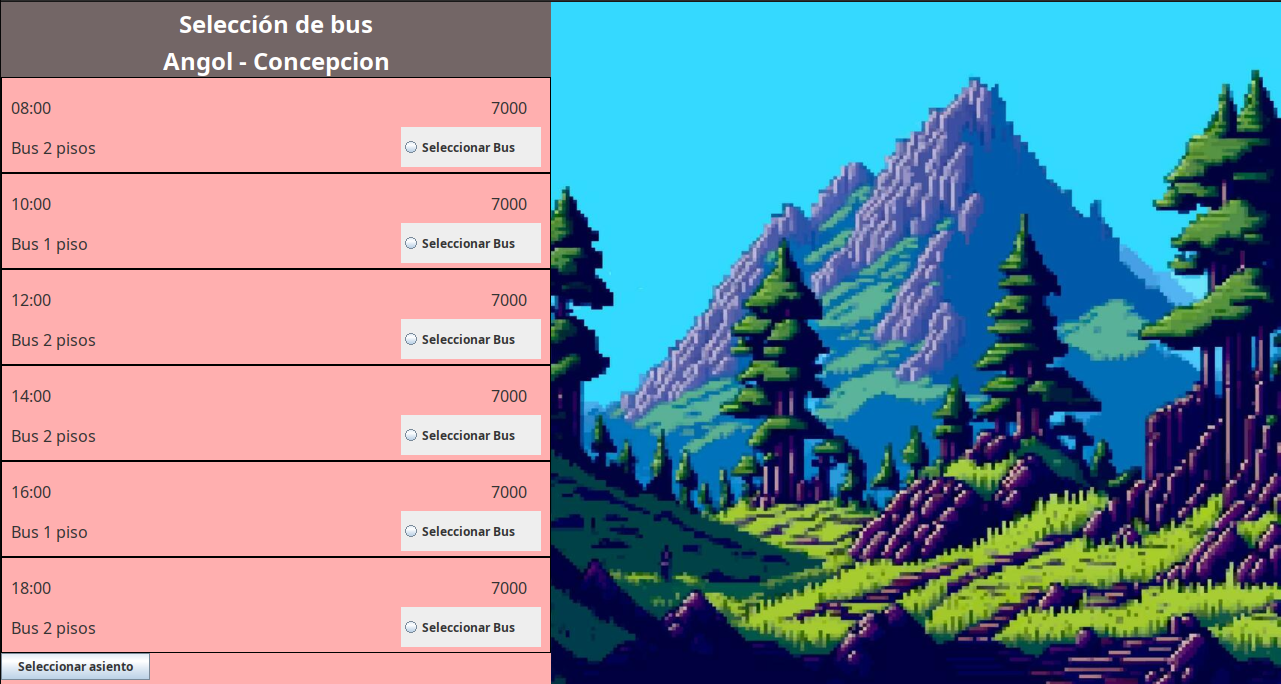 Selección de bus
Angol - Concepcion
08:00 7000
Bus 2 pisos Seleccionar Bus
10:00 7000
Bus 1 piso Seleccionar Bus
12:00 7000
Bus 2 pisos Seleccionar Bus
14:00 7000
Bus 2 pisos Seleccionar Bus
16:00 7000
Bus 1 piso Seleccionar Bus
18:00 7000
Bus 2 pisos Seleccionar Bus
Seleccionar asiento